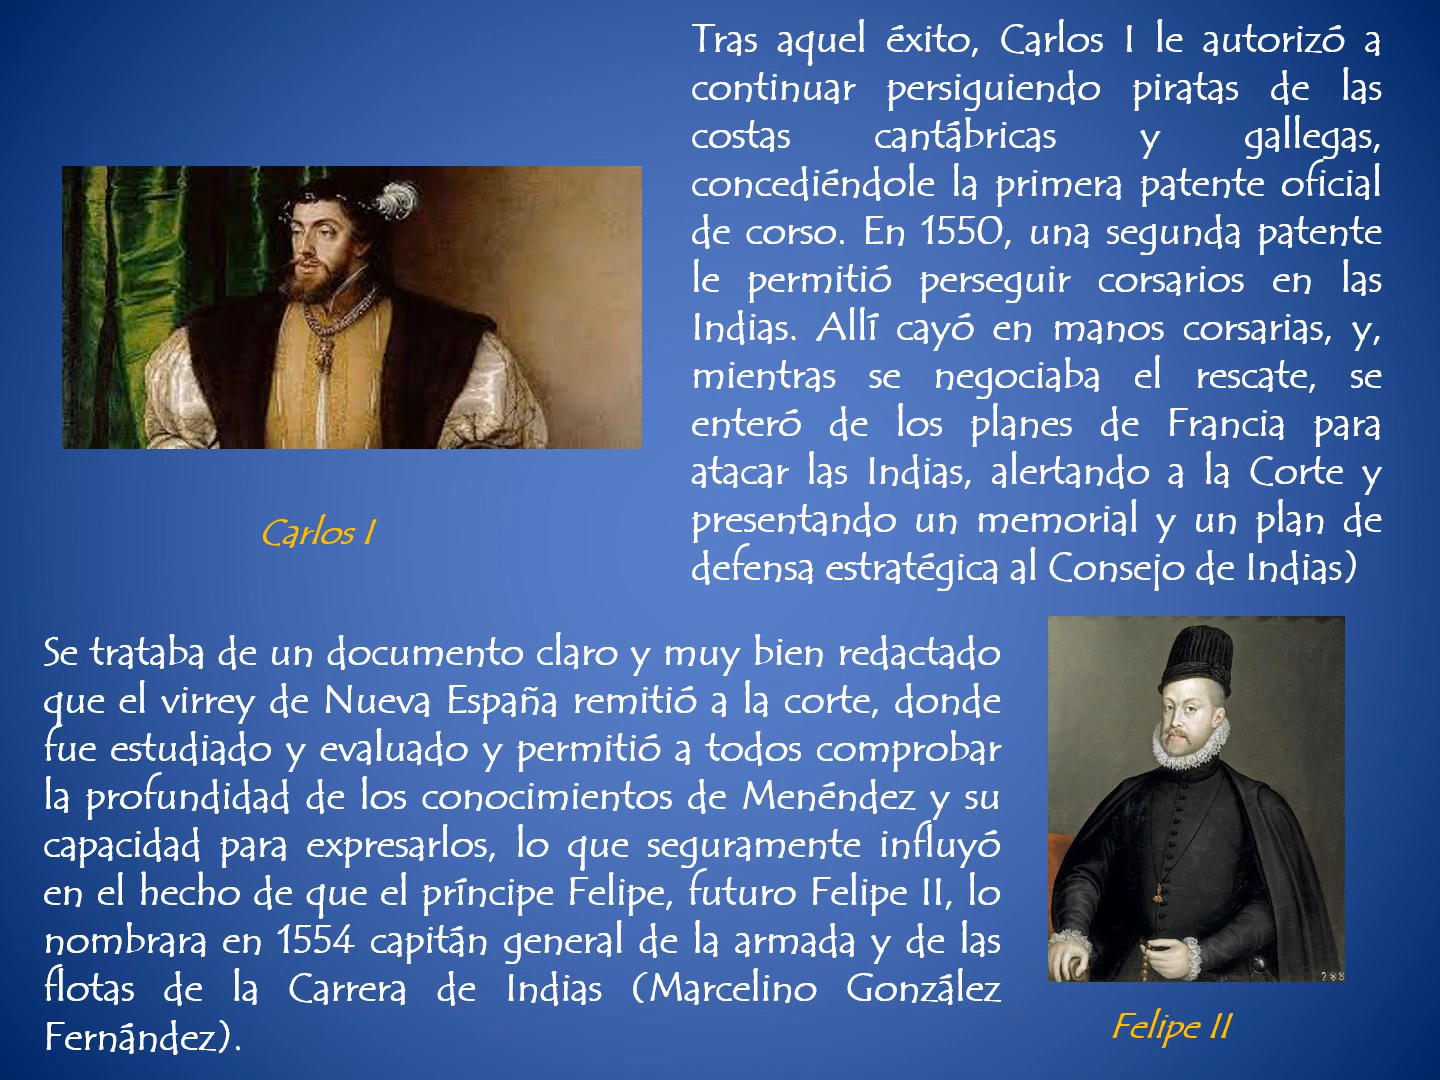 Tras aquel éxito, Carlos I le autorizó a
continuar persiguiendo piratas de las
costas cantábricas y gallegas,
concediéndole la primera patente oficial
de corso. En 1550, una segunda patente
le permitió perseguir corsarios en las
Indias. Allí cayó en manos corsarias, y,
mientras se negociaba el rescate, se
enteró de los planes de Francia para
atacar las Indias, alertando a la Corte y
presentando un memorial y un plan de
defensa estratégica al Consejo de Indias)
Carlos I
Se trataba de un documento claro y muy bien redactado
que el virrey de Nueva España remitió a la corte, donde
fue estudiado y evaluado y permitió a todos comprobar
la profundidad de los conocimientos de Menéndez y su
capacidad para expresarlos, lo que seguramente influyó
en el hecho de que el príncipe Felipe, futuro Felipe II, lo
nombrara en 1554 capitán general de la armada y de las
flotas de la Carrera de Indias (Marcelino González
Fernández).
288
Felipe II